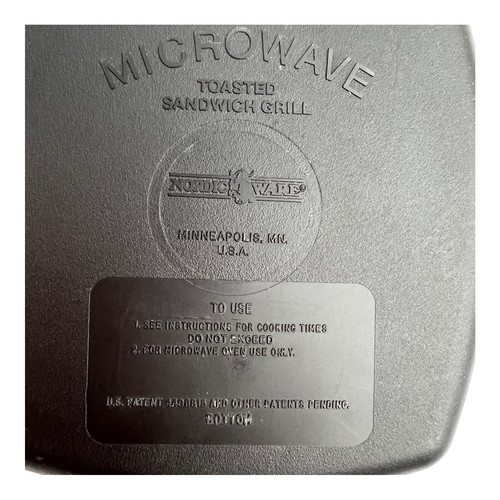 MICROWAVE
TOASTED
SANDWICH GRILL
NORDIC WARE®
MINNEAPOLIS, MN.
U.S.A.
TO USE
1. SEE INSTRUCTIONS FOR COOKING TIMES
DO NOT EXCEED
2. FOR MICROWAVE OVEN USE ONLY.
U.S. PATENT AND OTHER PATENTS PENDING.
BOTTOM